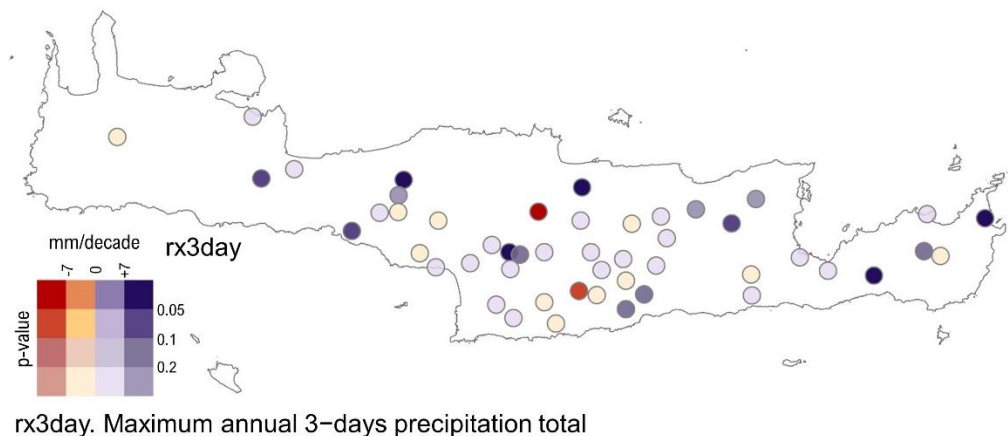 mm/decade
rx3day
-7
0
+7
p-value
0.05
0.1
0.2
rx3day. Maximum annual 3−days precipitation total